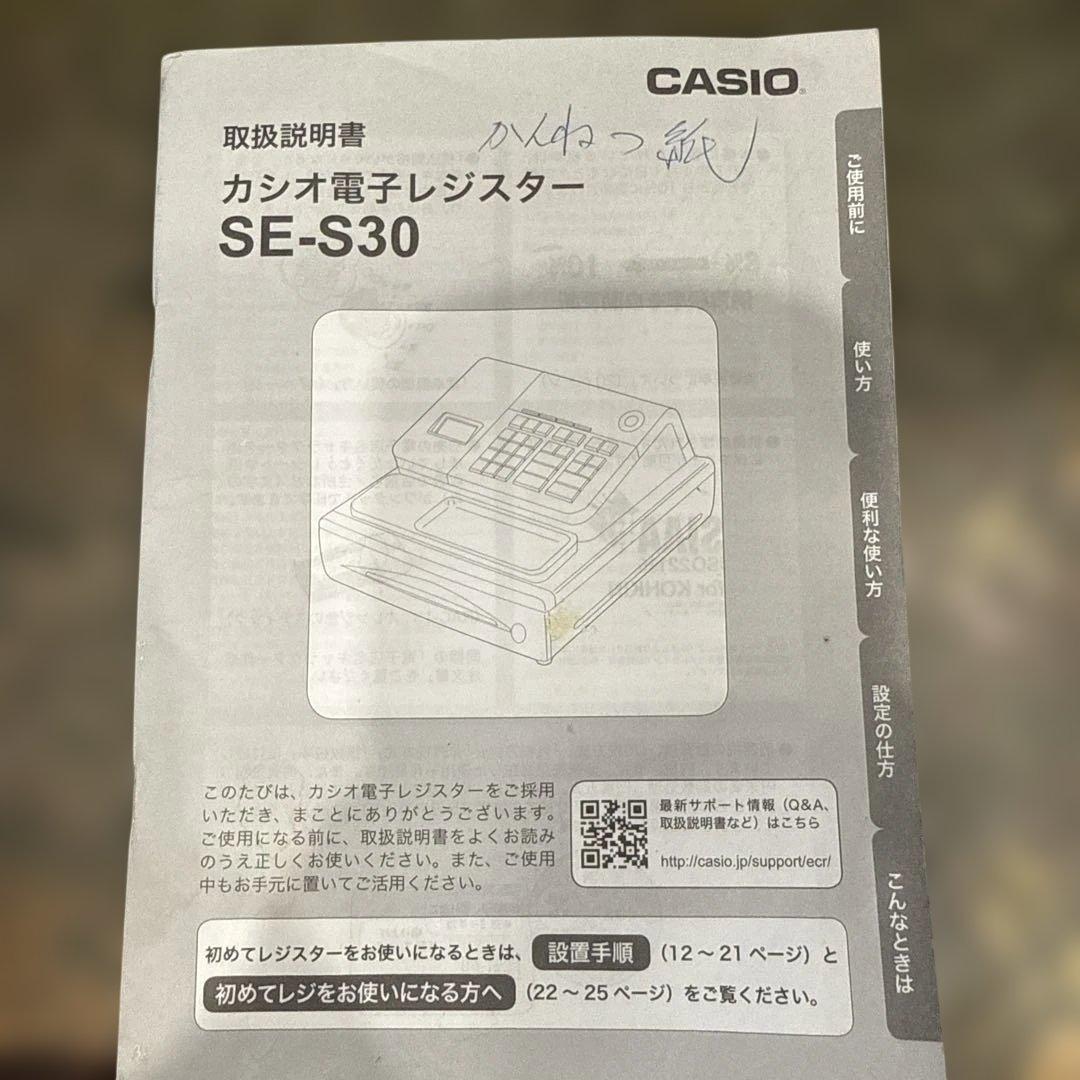 CASIO
取扱説明書
かんねつ紙
カシオ電子レジスター
SE-S30
ご使用前に
使い方
便利な使い方
設定の仕方
こんなときは
このたびは、カシオ電子レジスターをご採用
いただき、まことにありがとうございます。
ご使用になる前に、取扱説明書をよくお読み
のうえ正しくお使いください。また、ご使用
中もお手元に置いてご活用ください。
最新サポート情報（Q&A、
取扱説明書など）はこちら
http://casio.jp/support/ecr/
初めてレジスターをお使いになるときは、設置手順（12～21ページ）と
初めてレジをお使いになる方へ（22～25ページ）をご覧ください。